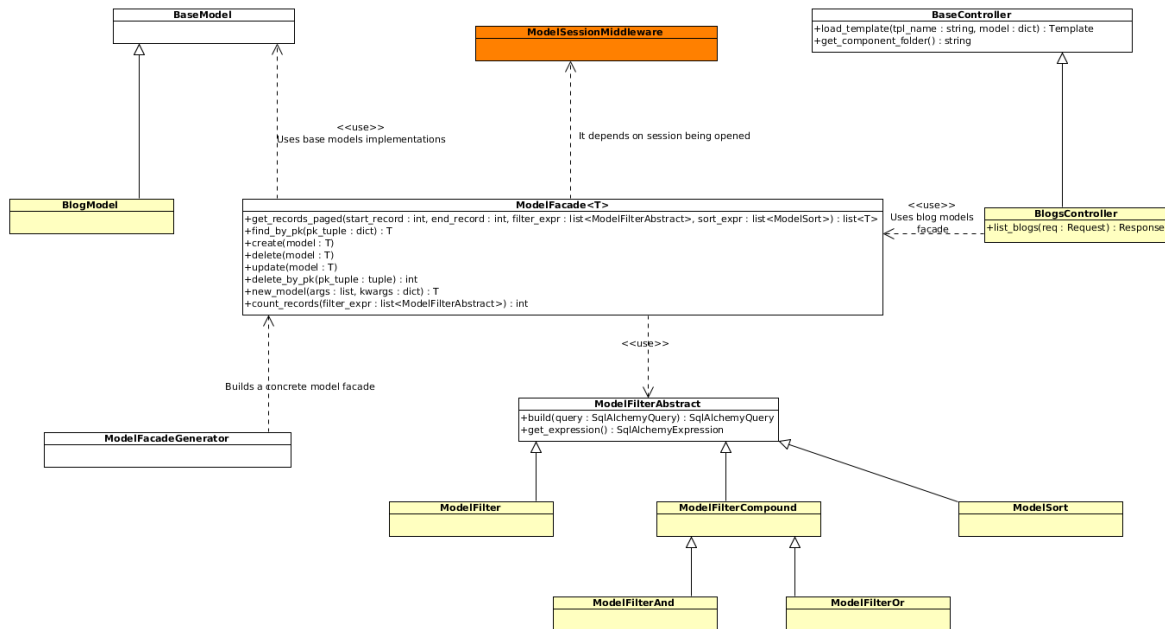 BaseModel
ModelSessionMiddleware
BaseController
+load_template(tpl_name : string, model : dict) : Template
+get_component_folder() : string
<<use>>
Uses base models implementations
It depends on session being opened
BlogModel
ModelFacade<T>
+get_records_paged(start_record : int, end_record : int, filter_expr : list<ModelFilterAbstract>, sort_expr : list<ModelSort>) : list<T>
+find_by_pk(pk_tuple : dict) : T
+create(model : T)
+delete(model : T)
+update(model : T)
+delete_by_pk(pk_tuple : tuple) : int
+new_model(args : list, kwargs : dict) : T
+count_records(filter_expr : list<ModelFilterAbstract>) : int
<<use>>
Uses blog models
facade
BlogsController
+list_blogs(req : Request) : Response
<<use>>
Builds a concrete model facade
ModelFacadeGenerator
ModelFilterAbstract
+build(query : SqlAlchemyQuery) : SqlAlchemyQuery
+get_expression() : SqlAlchemyExpression
ModelFilter
ModelFilterCompound
ModelSort
ModelFilterAnd
ModelFilterOr